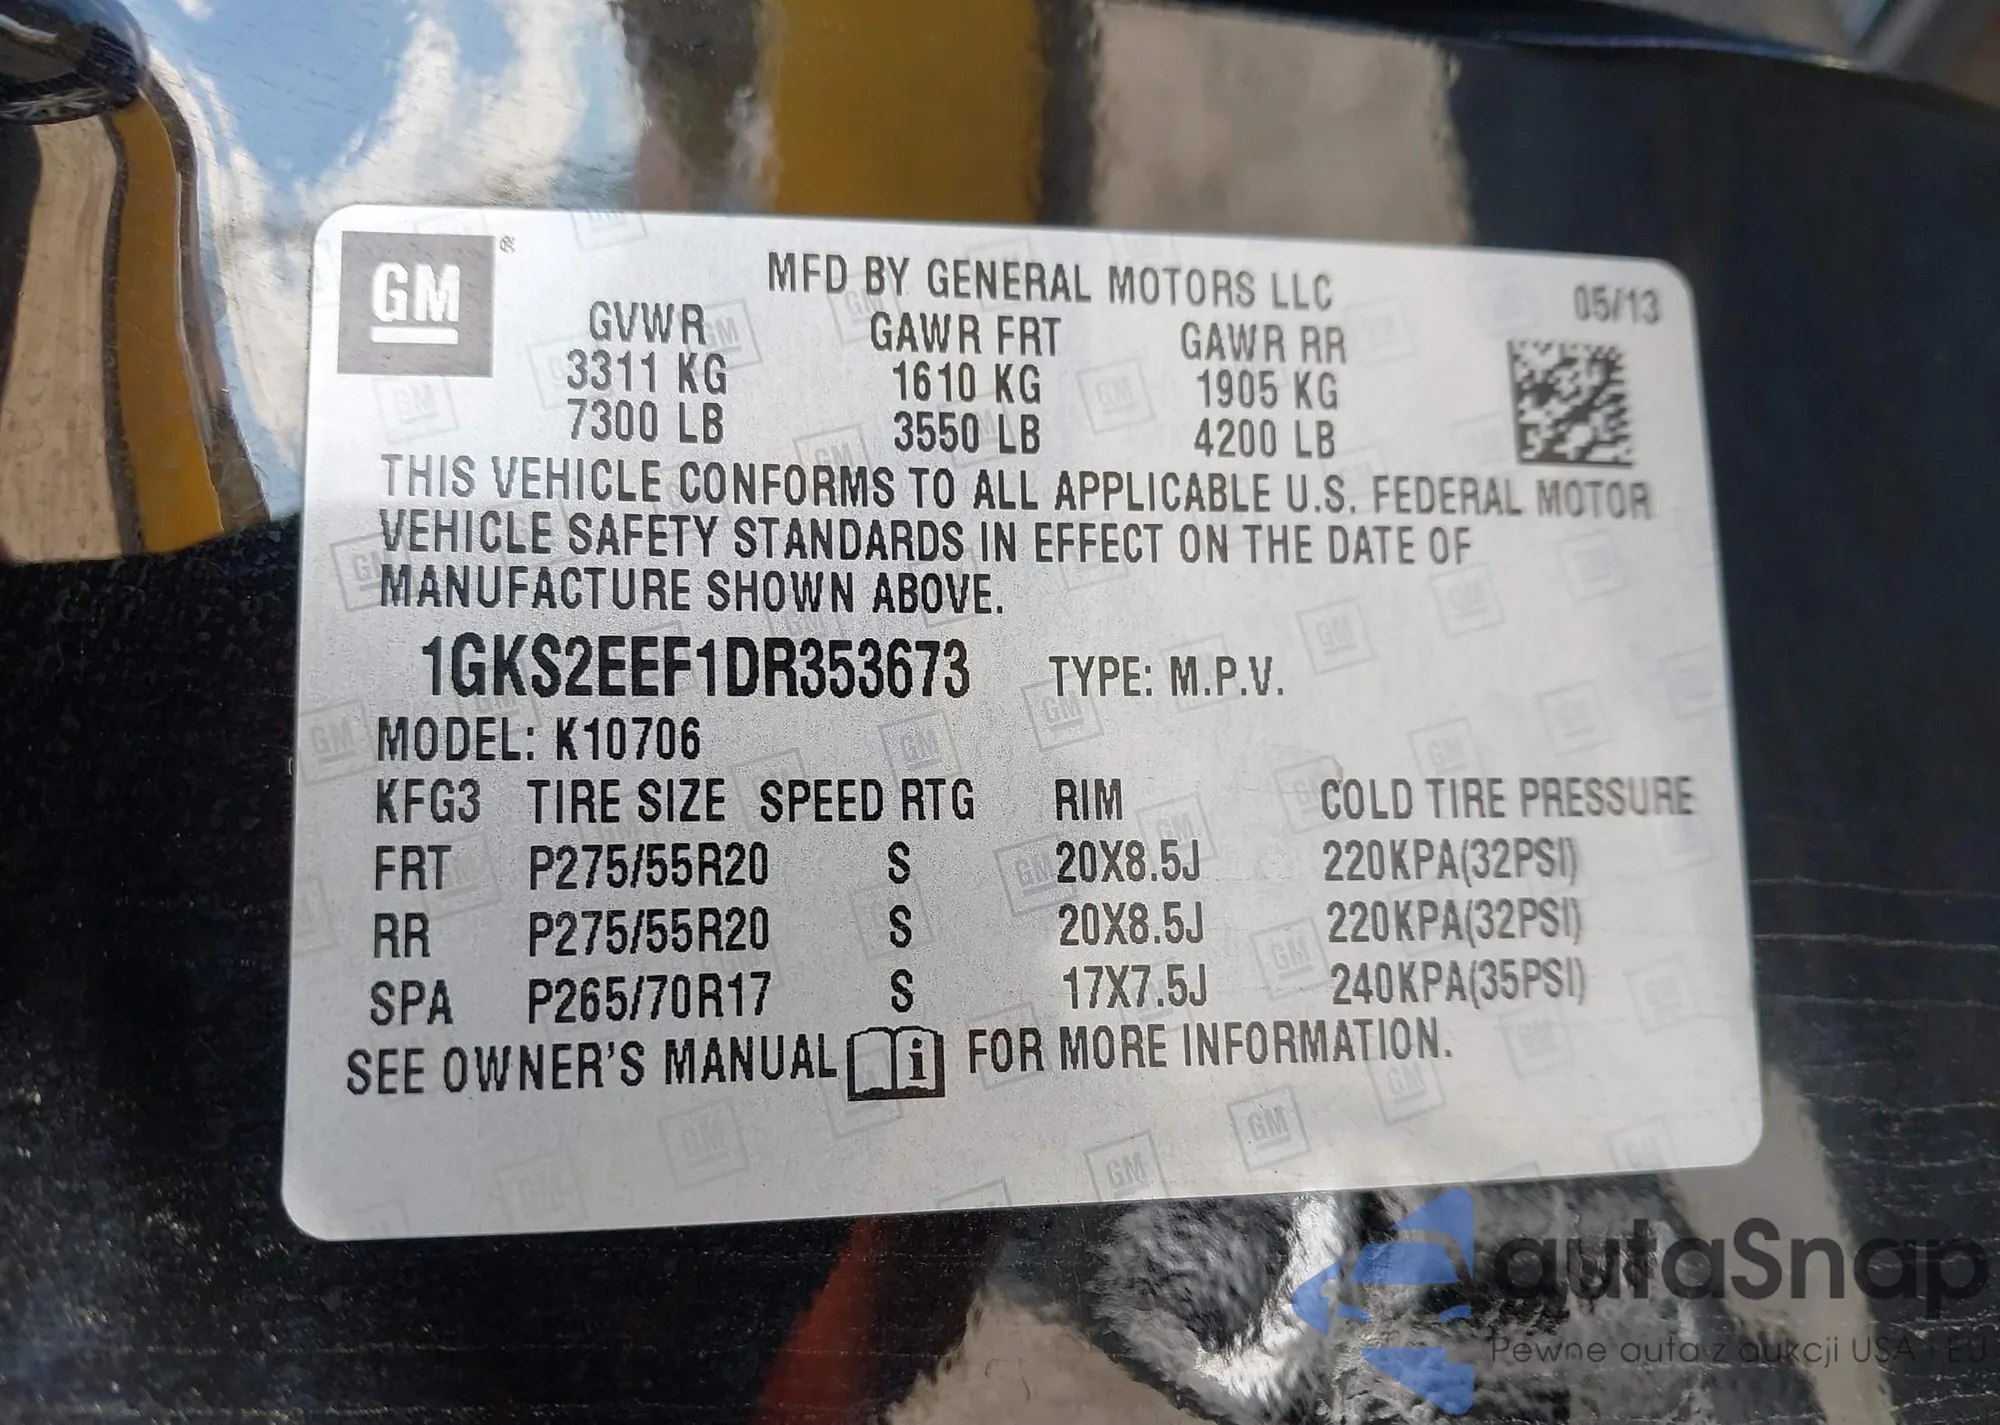 GM ®
MFD BY GENERAL MOTORS LLC
05/13
GVWR GAWR FRT GAWR RR
3311 KG 1610 KG 1905 KG
7300 LB 3550 LB 4200 LB
THIS VEHICLE CONFORMS TO ALL APPLICABLE U.S. FEDERAL MOTOR
VEHICLE SAFETY STANDARDS IN EFFECT ON THE DATE OF
MANUFACTURE SHOWN ABOVE.
1GKS2EEF1DR353673 TYPE: M.P.V.
MODEL: K10706
KFG3 TIRE SIZE SPEED RTG RIM COLD TIRE PRESSURE
FRT P275/55R20 S 20X8.5J 220KPA(32PSI)
RR P275/55R20 S 20X8.5J 220KPA(32PSI)
SPA P265/70R17 S 17X7.5J 240KPA(35PSI)
SEE OWNER'S MANUAL i FOR MORE INFORMATION.
autaSnap
Pewne auta z aukcji USA i EU